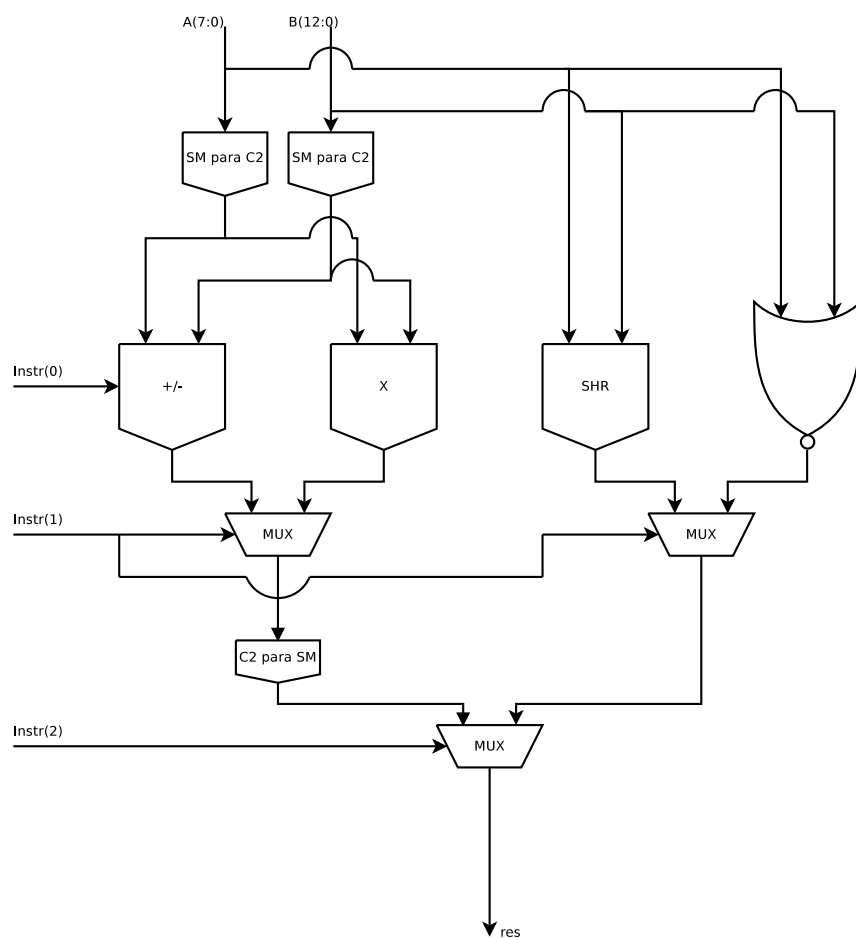 A(7:0)
B(12:0)
SM para C2
SM para C2
Instr(0)
+/-
X
SHR
Instr(1)
MUX
MUX
C2 para SM
Instr(2)
MUX
res